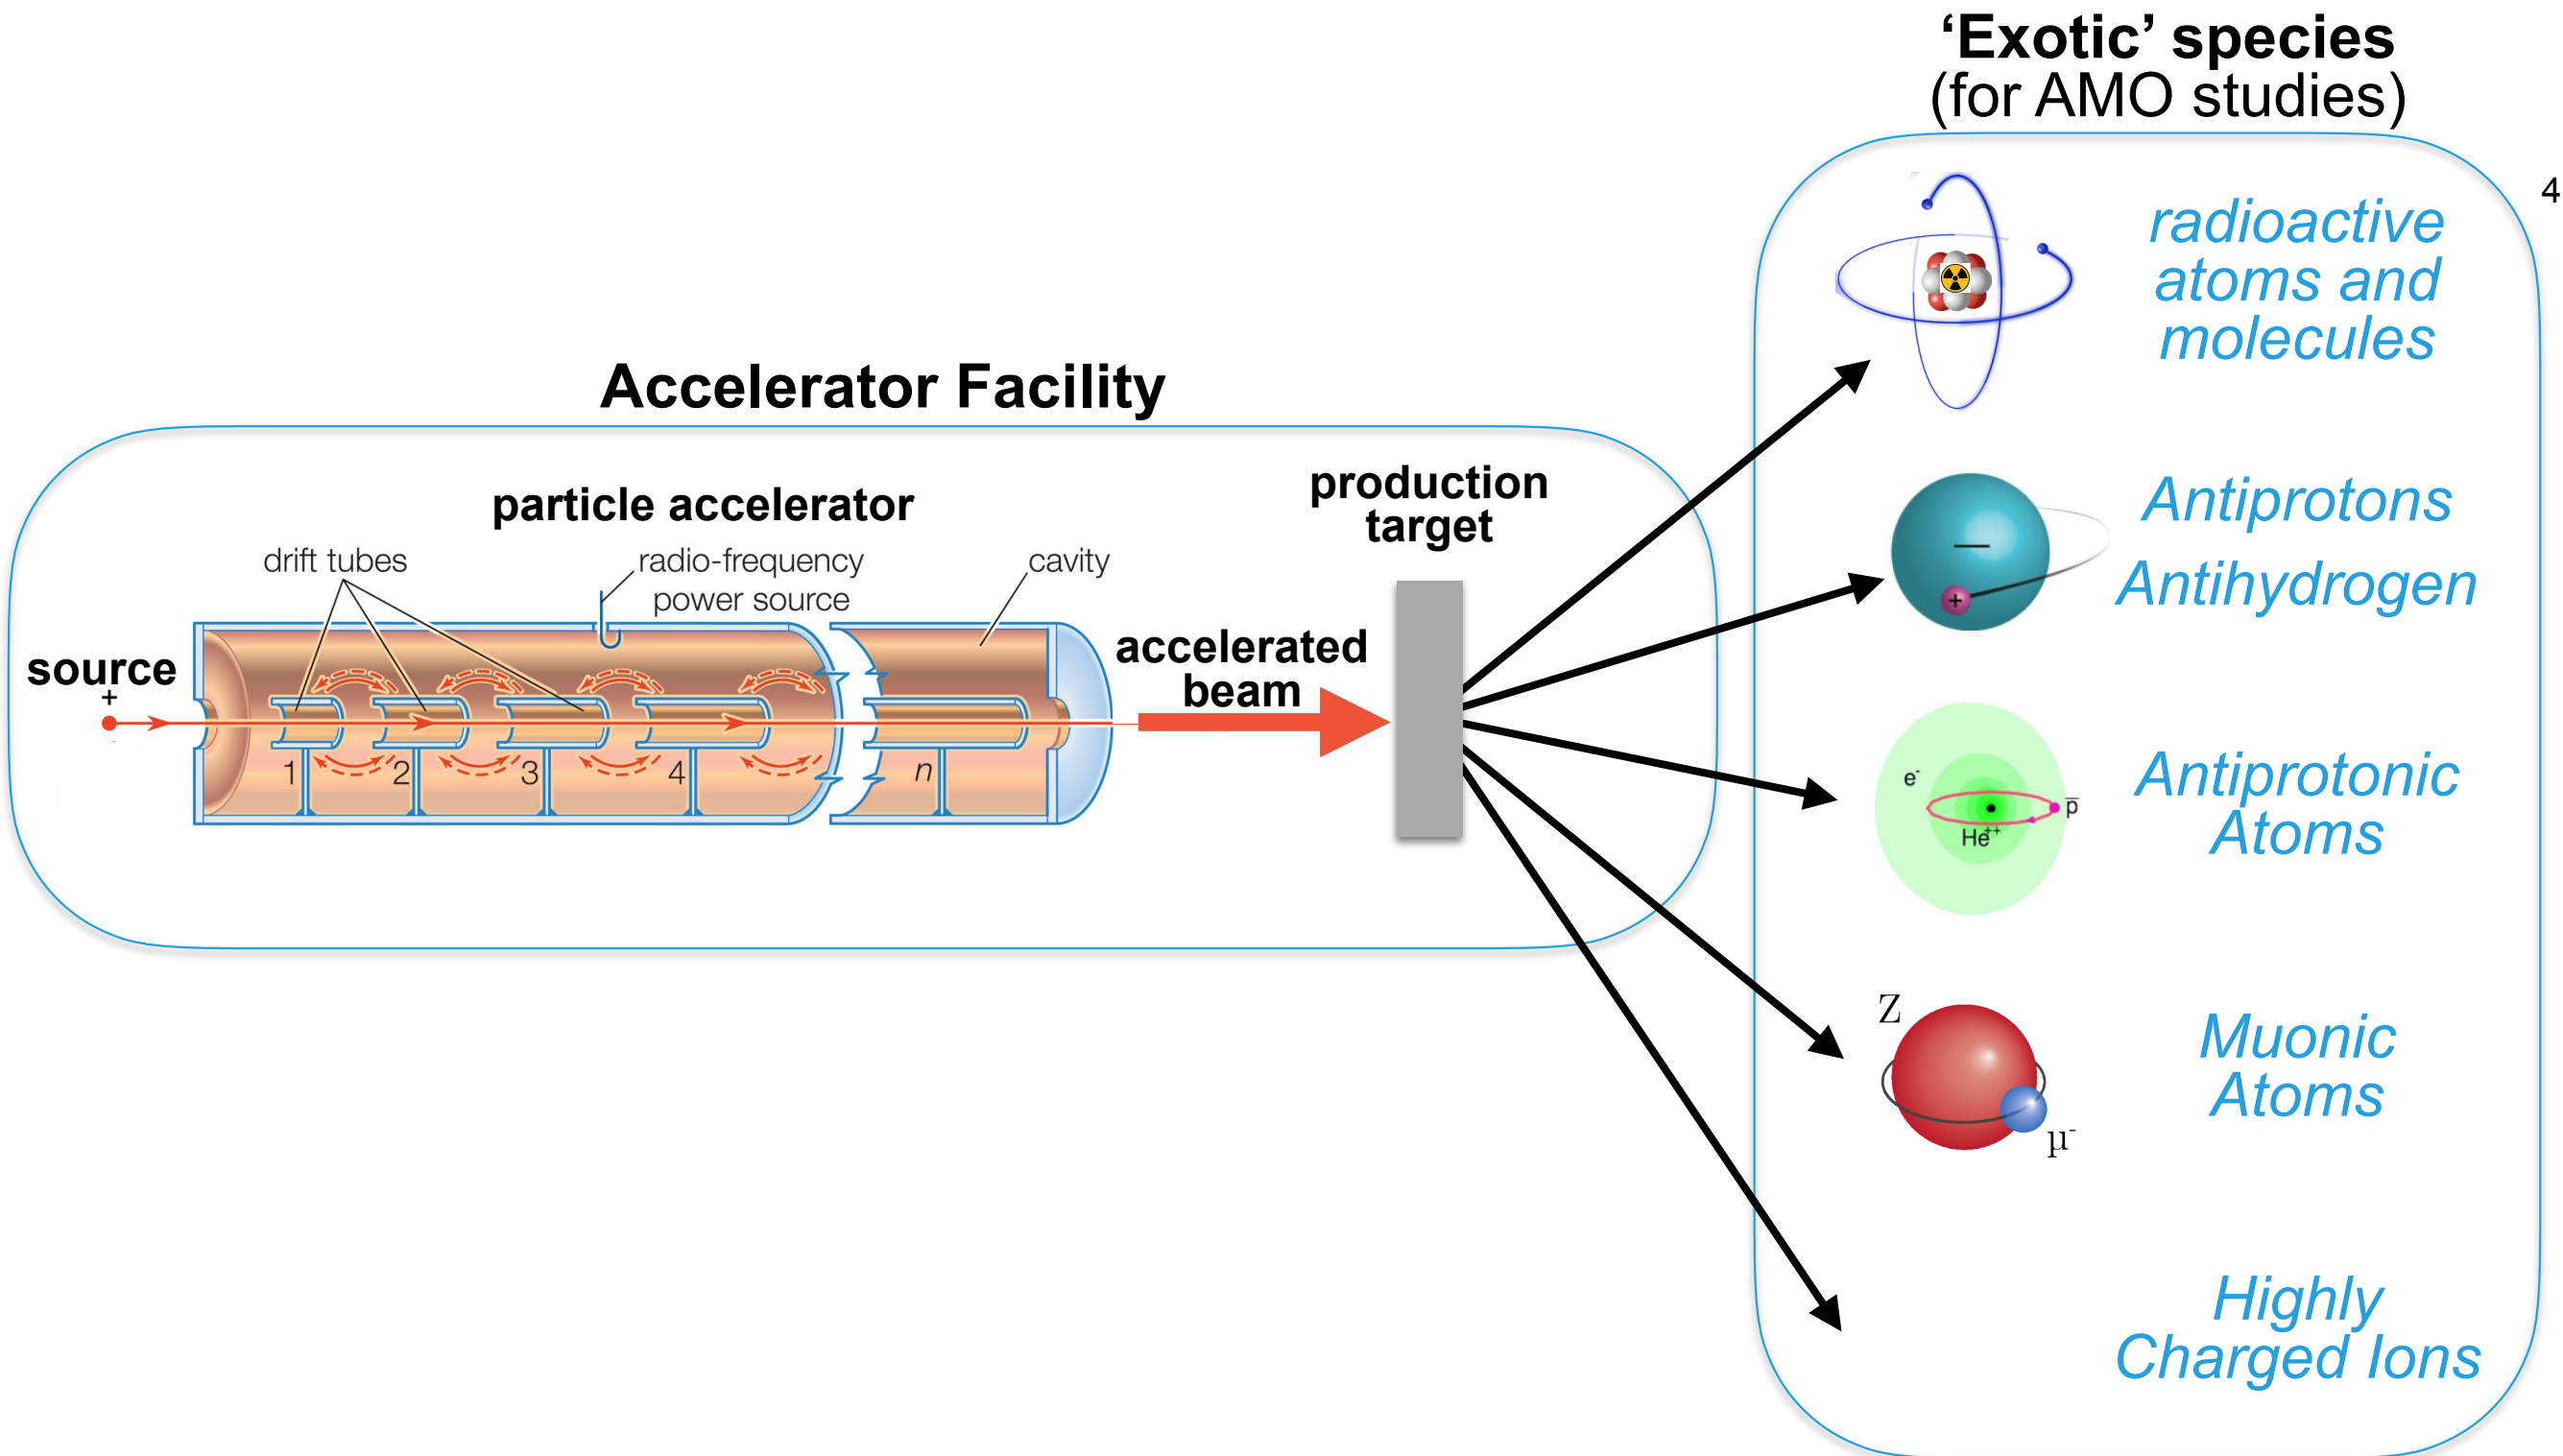 ‘Exotic’ species
(for AMO studies)
4
radioactive
atoms and
molecules
Accelerator Facility
particle accelerator
production
target
drift tubes
radio-frequency
power source
cavity
source
+
accelerated
beam
1
2
3
4
n
Antiprotons
Antihydrogen
—
+
Antiprotonic
Atoms
e-
p̅
He++
Muonic
Atoms
Z
µ-
Highly
Charged Ions